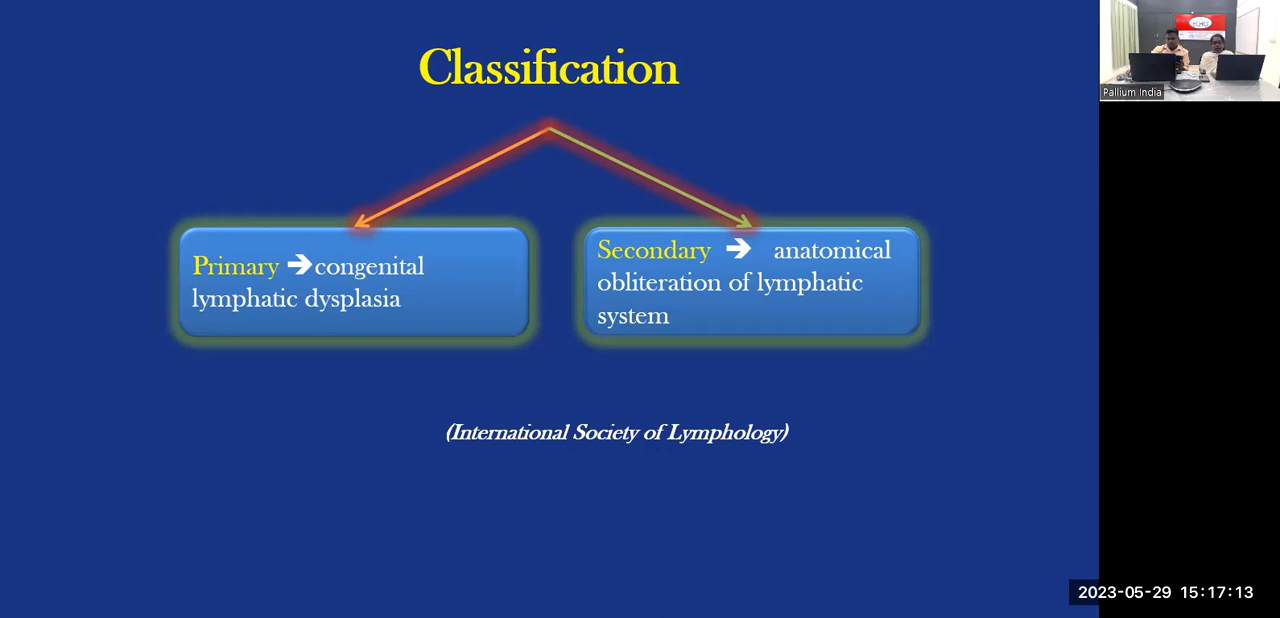 Classification
Primary ➔congenital
lymphatic dysplasia
Secondary ➔ anatomical
obliteration of lymphatic
system
(International Society of Lymphology)
ECHO
Pallium India
2023-05-29 15:17:13